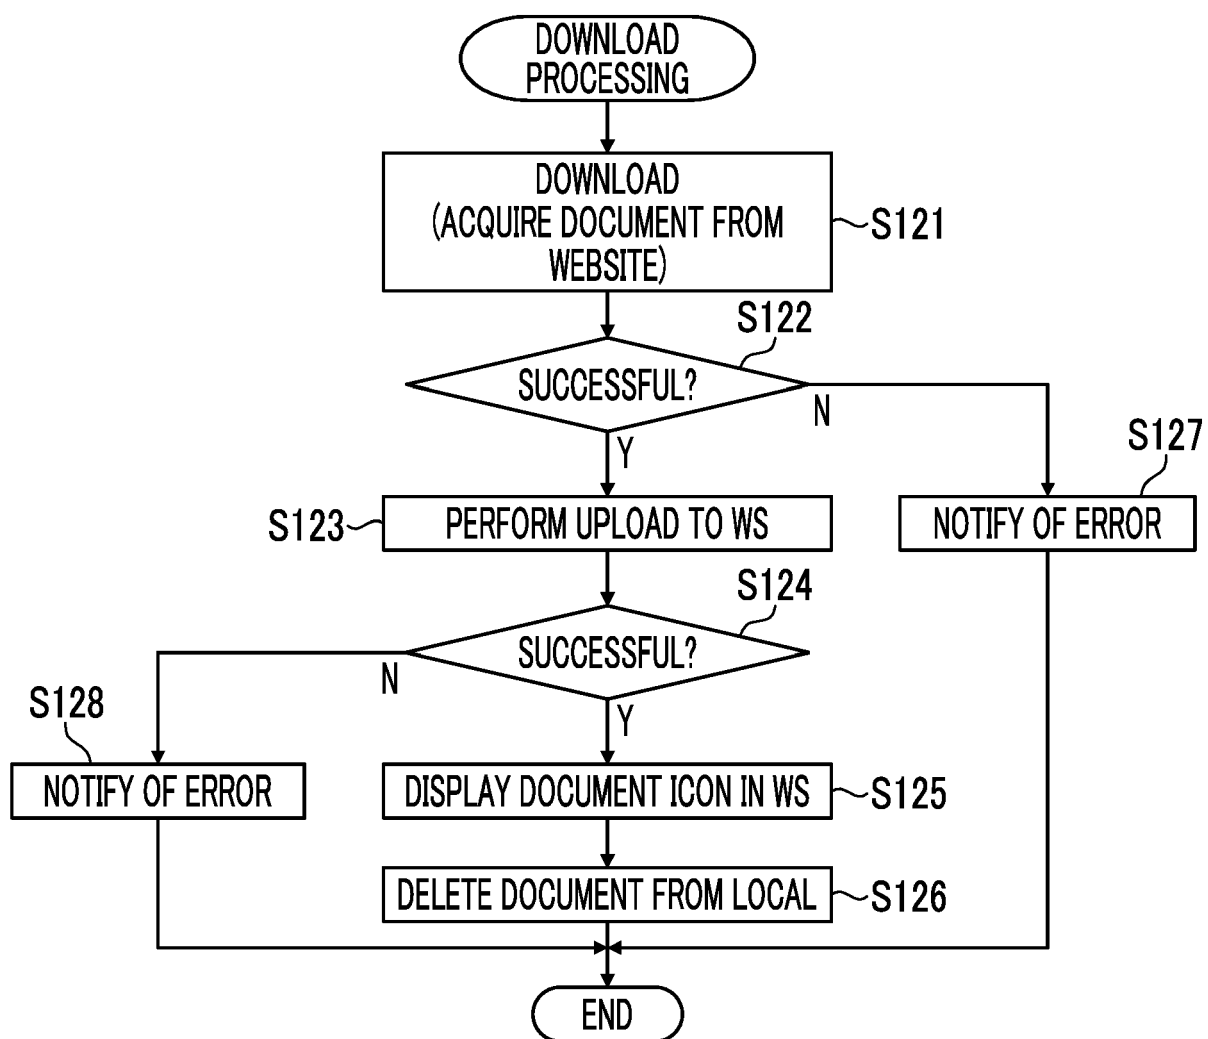 DOWNLOAD
PROCESSING
DOWNLOAD
(ACQUIRE DOCUMENT FROM
WEBSITE)
S121
S122
SUCCESSFUL?
N
Y
S127
S123
PERFORM UPLOAD TO WS
NOTIFY OF ERROR
S124
SUCCESSFUL?
N
Y
S128
NOTIFY OF ERROR
DISPLAY DOCUMENT ICON IN WS
S125
DELETE DOCUMENT FROM LOCAL
S126
END